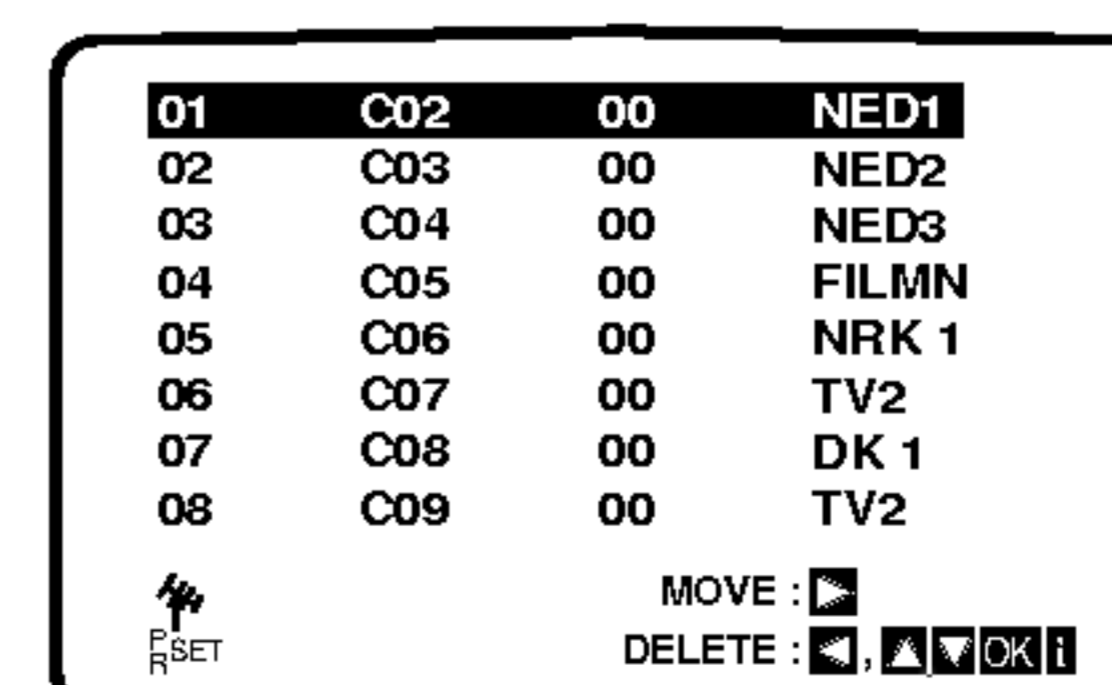 01 C02 00 NED1
02 C03 00 NED2
03 C04 00 NED3
04 C05 00 FILMN
05 C06 00 NRK 1
06 C07 00 TV2
07 C08 00 DK 1
08 C09 00 TV2
MOVE : ▷
PR SET DELETE : ◁ , △ ▽ OK i